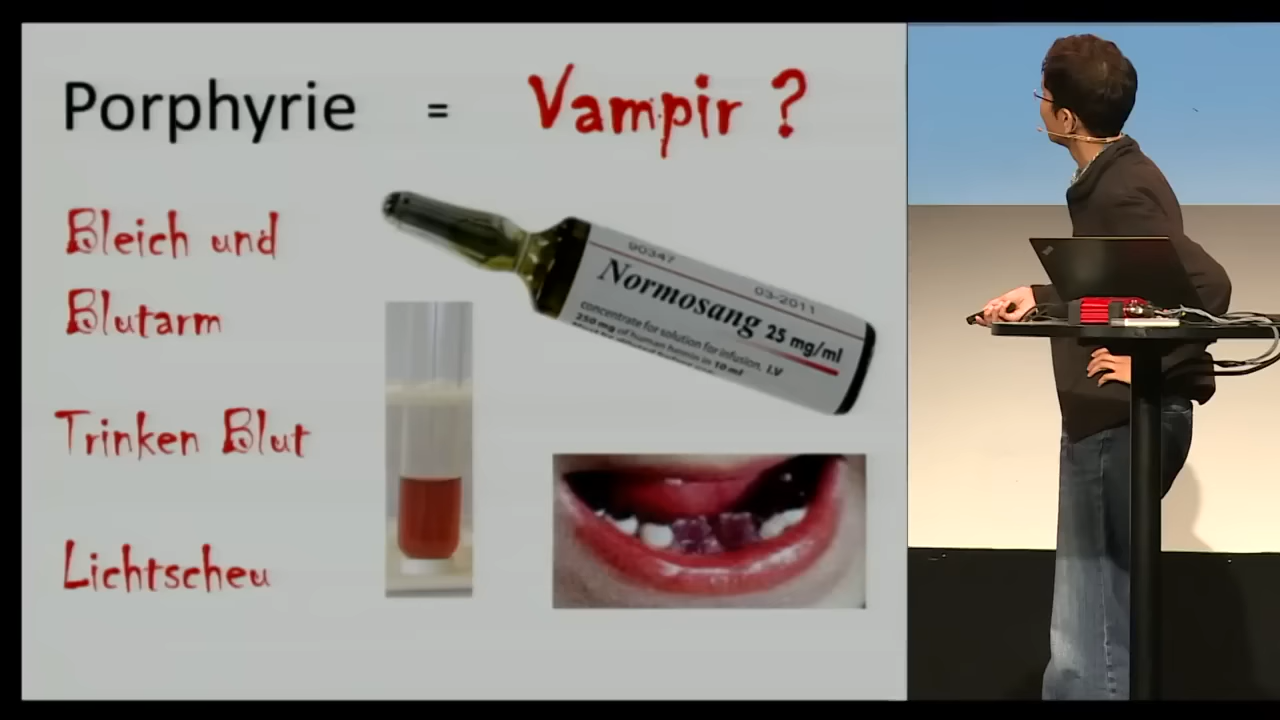 Porphyrie = Vampir ?
Bleich und
Blutarm
Trinken Blut
Lichtscheu
90347
03-2011
Normosang 25 mg/ml
concentrate for solution for infusion. I.V
250 mg of human hemin in 10 ml